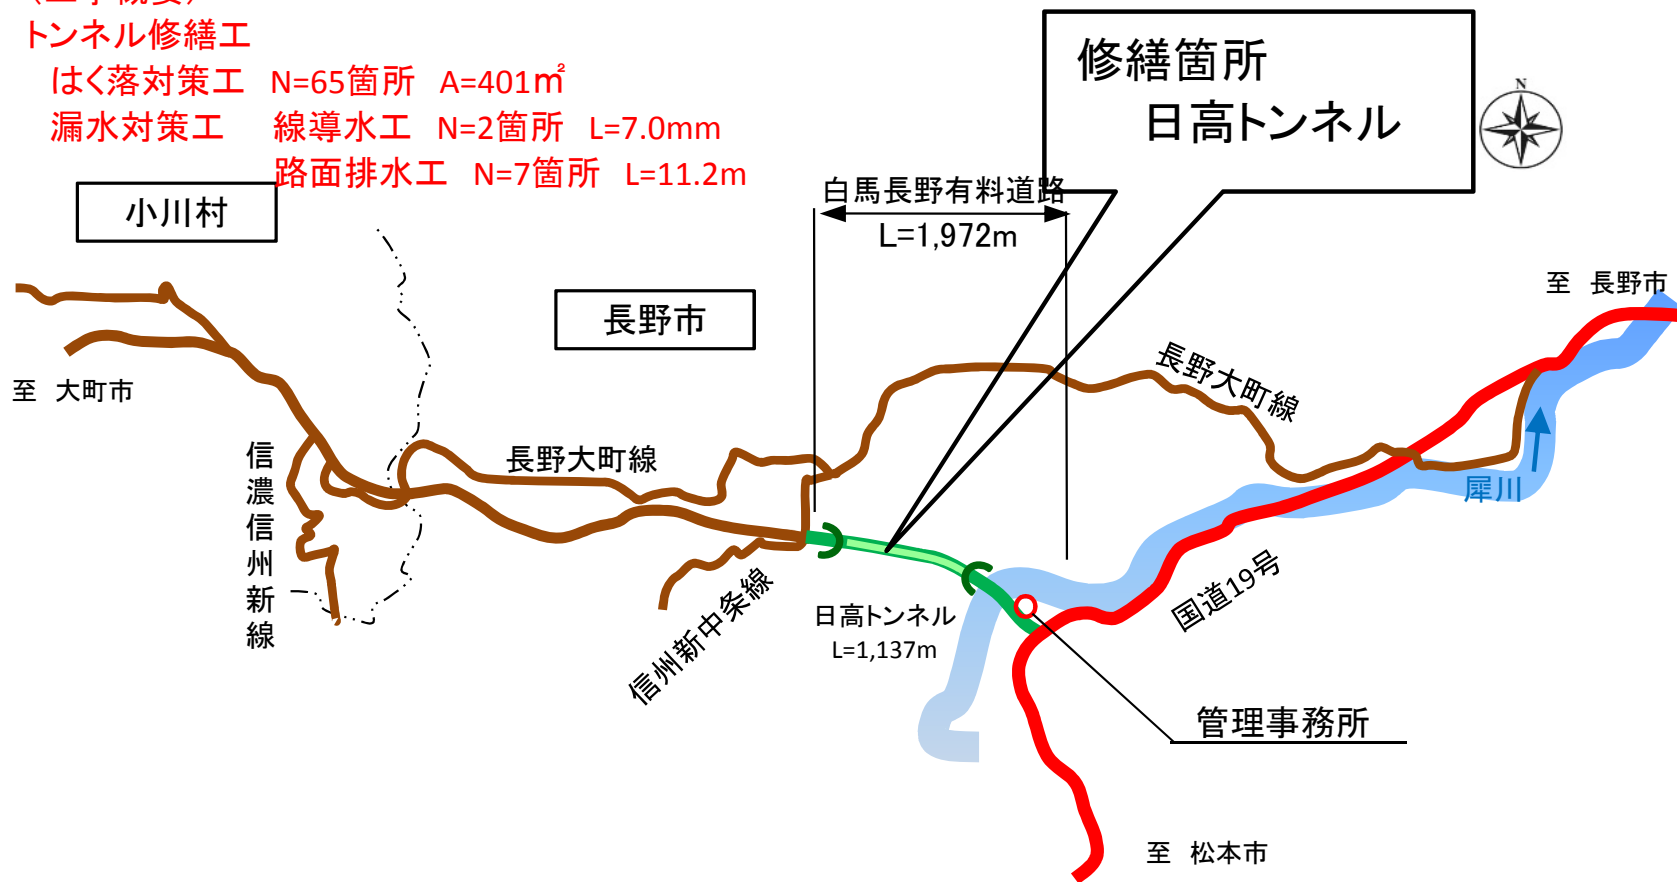 トンネル修繕工
はく落対策工 N=65箇所 A=401㎡
漏水対策工 線導水工 N=2箇所 L=7.0mm
路面排水工 N=7箇所 L=11.2m
修繕箇所
日高トンネル
N
小川村
白馬長野有料道路
L=1,972m
長野市
至 長野市
至 大町市
長野大町線
長野大町線
信濃信州新線
犀川
国道19号
信州新中条線
日高トンネル
L=1,137m
管理事務所
至 松本市